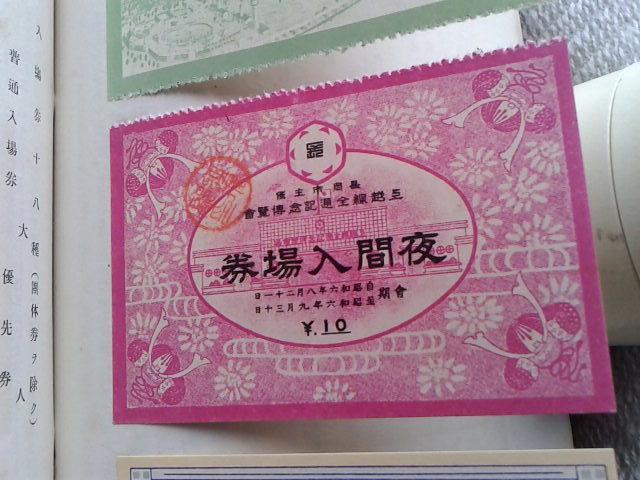 入場券十八種(團体券ヲ除ク)
普通入場券
大人
優先券
長岡市主催
上越線全通記念博覽會
夜間入場券
會期
自昭和六年八月二十一日
至昭和六年九月三十日
¥.10